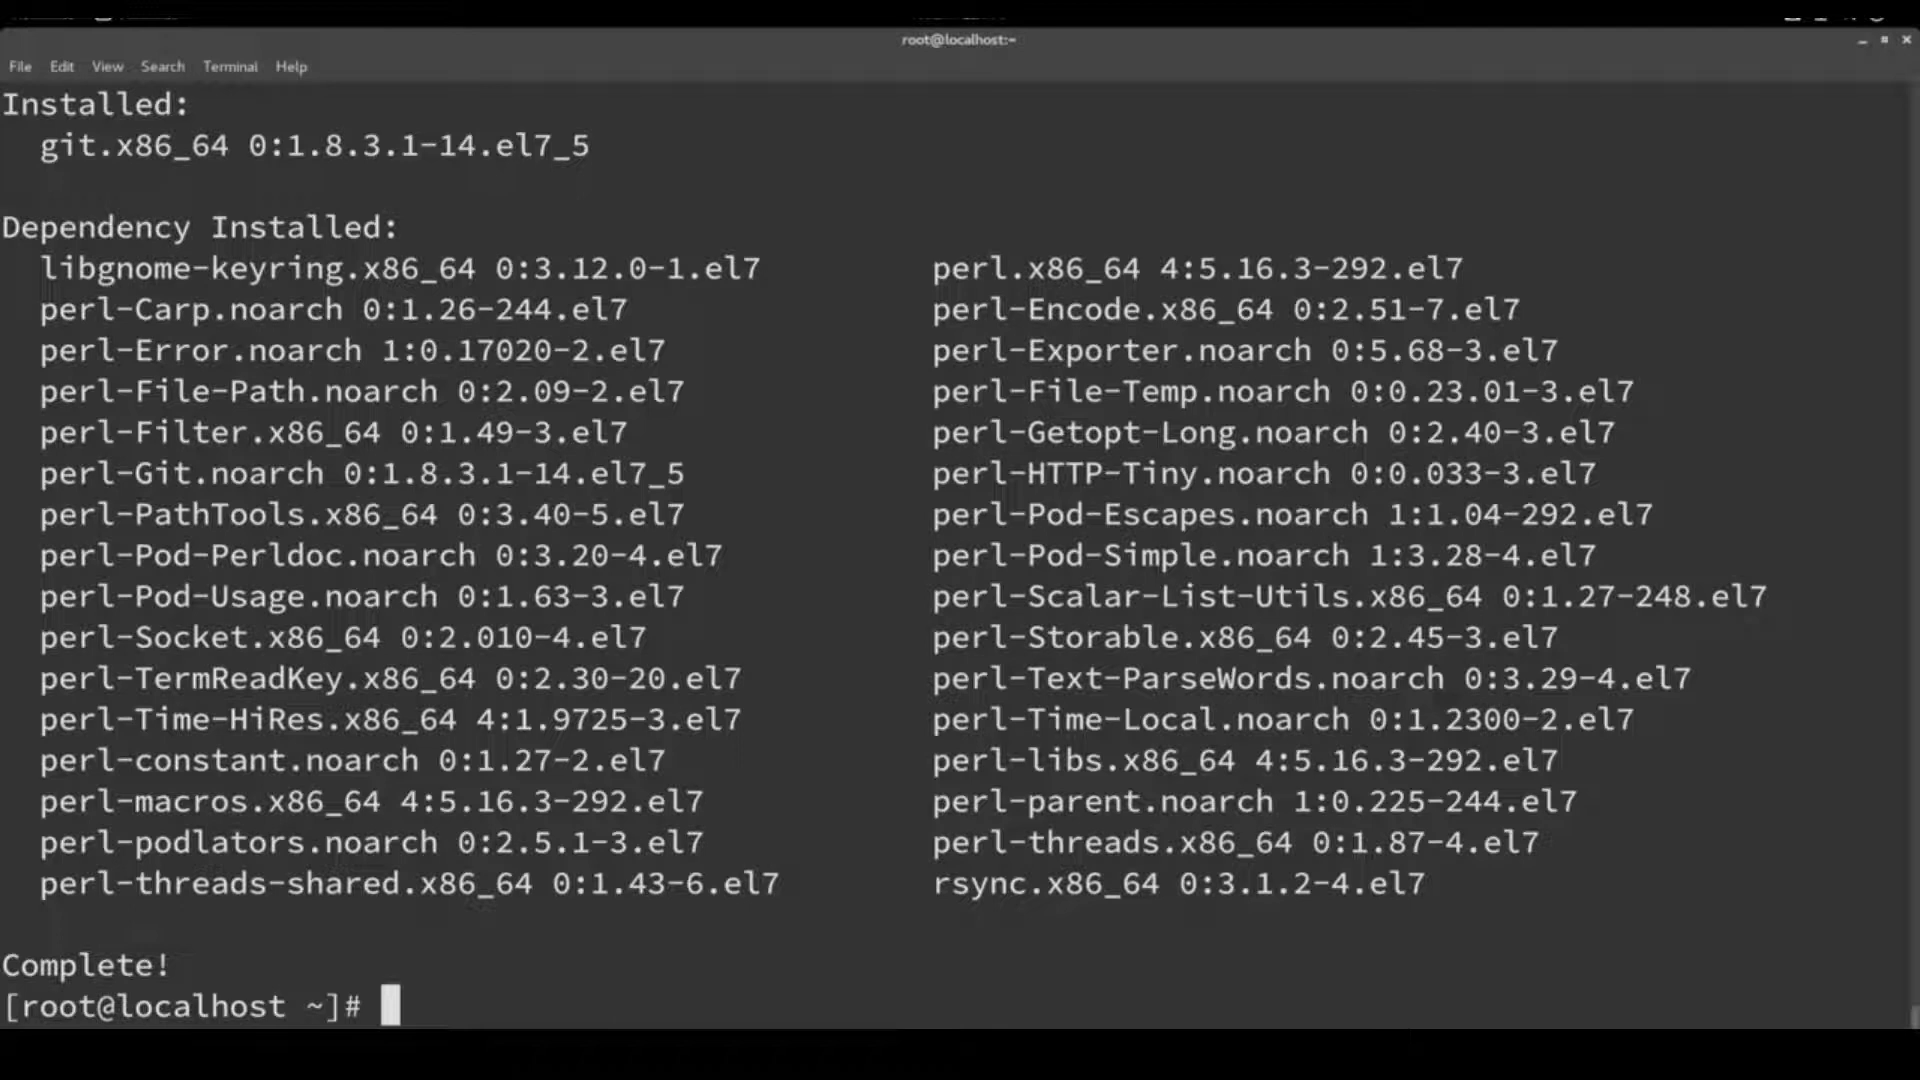 root@localhost:~
File Edit View Search Terminal Help
Installed:
git.x86_64 0:1.8.3.1-14.el7_5
Dependency Installed:
libgnome-keyring.x86_64 0:3.12.0-1.el7 perl.x86_64 4:5.16.3-292.el7
perl-Carp.noarch 0:1.26-244.el7 perl-Encode.x86_64 0:2.51-7.el7
perl-Error.noarch 1:0.17020-2.el7 perl-Exporter.noarch 0:5.68-3.el7
perl-File-Path.noarch 0:2.09-2.el7 perl-File-Temp.noarch 0:0.23.01-3.el7
perl-Filter.x86_64 0:1.49-3.el7 perl-Getopt-Long.noarch 0:2.40-3.el7
perl-Git.noarch 0:1.8.3.1-14.el7_5 perl-HTTP-Tiny.noarch 0:0.033-3.el7
perl-PathTools.x86_64 0:3.40-5.el7 perl-Pod-Escapes.noarch 1:1.04-292.el7
perl-Pod-Perldoc.noarch 0:3.20-4.el7 perl-Pod-Simple.noarch 1:3.28-4.el7
perl-Pod-Usage.noarch 0:1.63-3.el7 perl-Scalar-List-Utils.x86_64 0:1.27-248.el7
perl-Socket.x86_64 0:2.010-4.el7 perl-Storable.x86_64 0:2.45-3.el7
perl-TermReadKey.x86_64 0:2.30-20.el7 perl-Text-ParseWords.noarch 0:3.29-4.el7
perl-Time-HiRes.x86_64 4:1.9725-3.el7 perl-Time-Local.noarch 0:1.2300-2.el7
perl-constant.noarch 0:1.27-2.el7 perl-libs.x86_64 4:5.16.3-292.el7
perl-macros.x86_64 4:5.16.3-292.el7 perl-parent.noarch 1:0.225-244.el7
perl-podlators.noarch 0:2.5.1-3.el7 perl-threads.x86_64 0:1.87-4.el7
perl-threads-shared.x86_64 0:1.43-6.el7 rsync.x86_64 0:3.1.2-4.el7
Complete!
[root@localhost ~]#